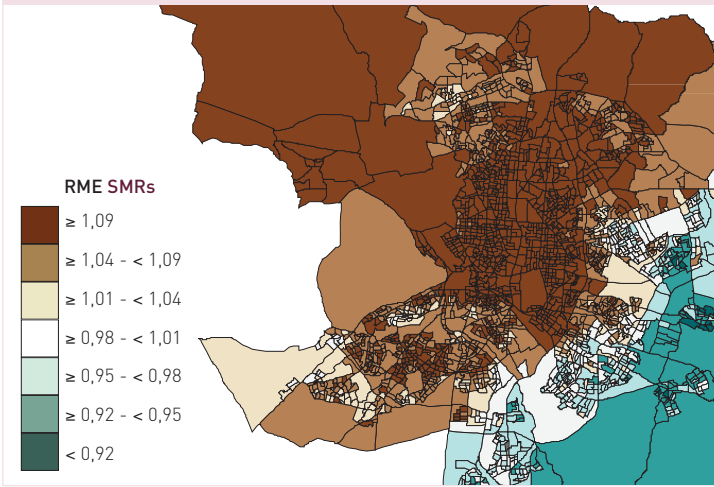 RME SMRs
≥ 1,09
≥ 1,04 - < 1,09
≥ 1,01 - < 1,04
≥ 0,98 - < 1,01
≥ 0,95 - < 0,98
≥ 0,92 - < 0,95
< 0,92